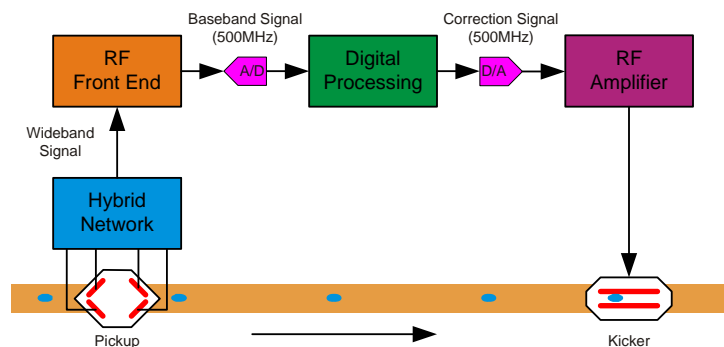 Baseband Signal
(500MHz)
Correction Signal
(500MHz)
RF
Front End
A/D
Digital
Processing
D/A
RF
Amplifier
Wideband
Signal
Hybrid
Network
Pickup
Kicker